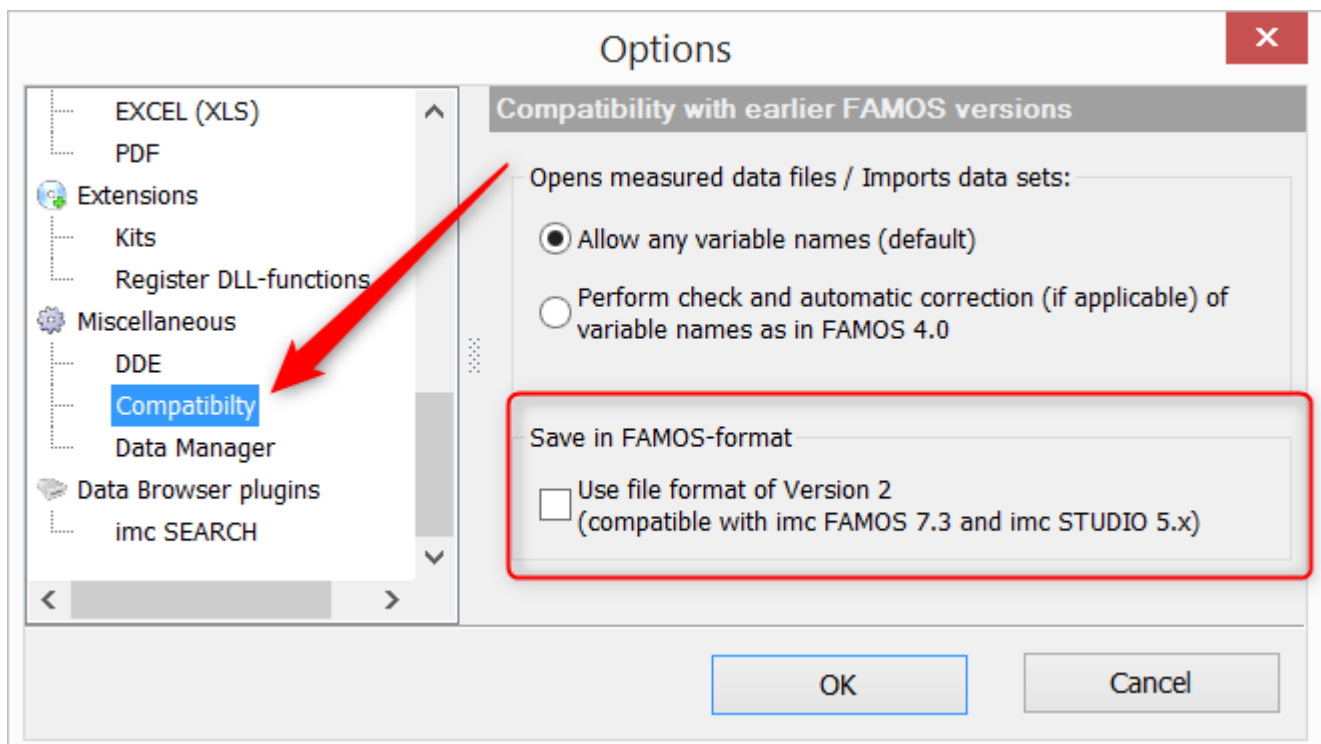 Options
EXCEL (XLS)
PDF
Extensions
Kits
Register DLL-functions
Miscellaneous
DDE
Compatibilty
Data Manager
Data Browser plugins
imc SEARCH
Compatibility with earlier FAMOS versions
Opens measured data files / Imports data sets:
Allow any variable names (default)
Perform check and automatic correction (if applicable) of
variable names as in FAMOS 4.0
Save in FAMOS-format
Use file format of Version 2
(compatible with imc FAMOS 7.3 and imc STUDIO 5.x)
OK
Cancel